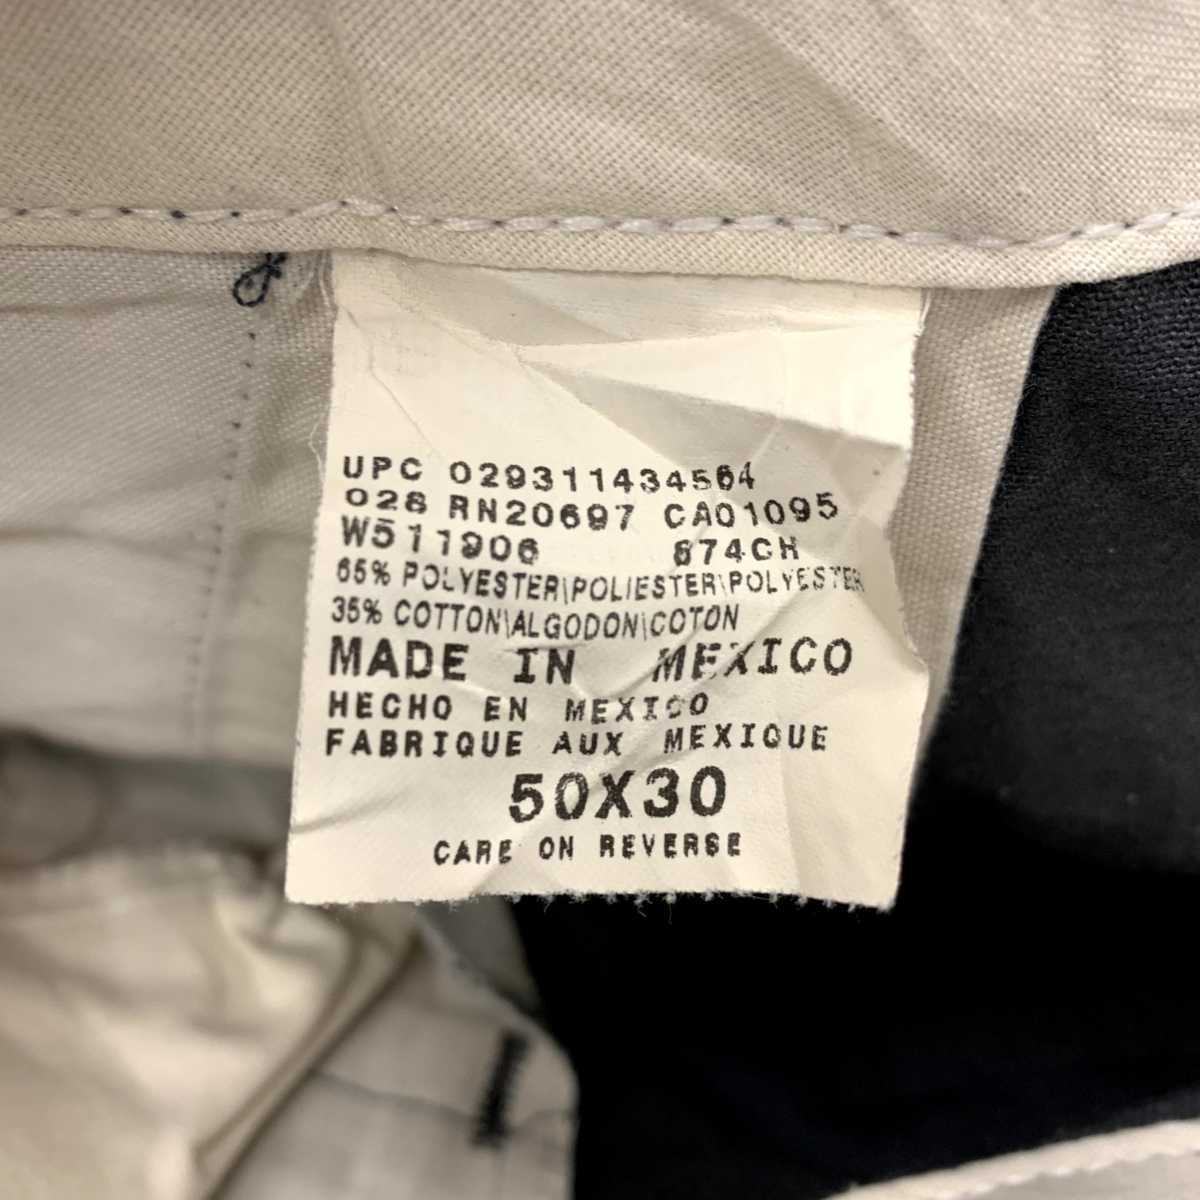 UPC 029311434564
028 RN20697 CA01095
W511906 874CH
65% POLYESTER\POLIESTER\POLYESTER
35% COTTON\ALGODON\COTON
MADE IN MEXICO
HECHO EN MEXICO
FABRIQUE AUX MEXIQUE
50X30
CARE ON REVERSE